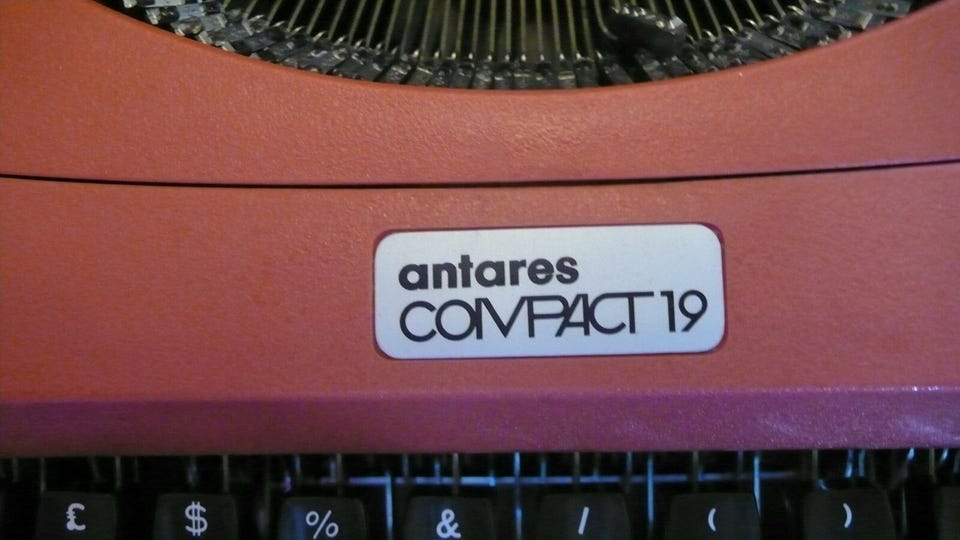 antares
COMPACT 19
£ $ % & / ( )